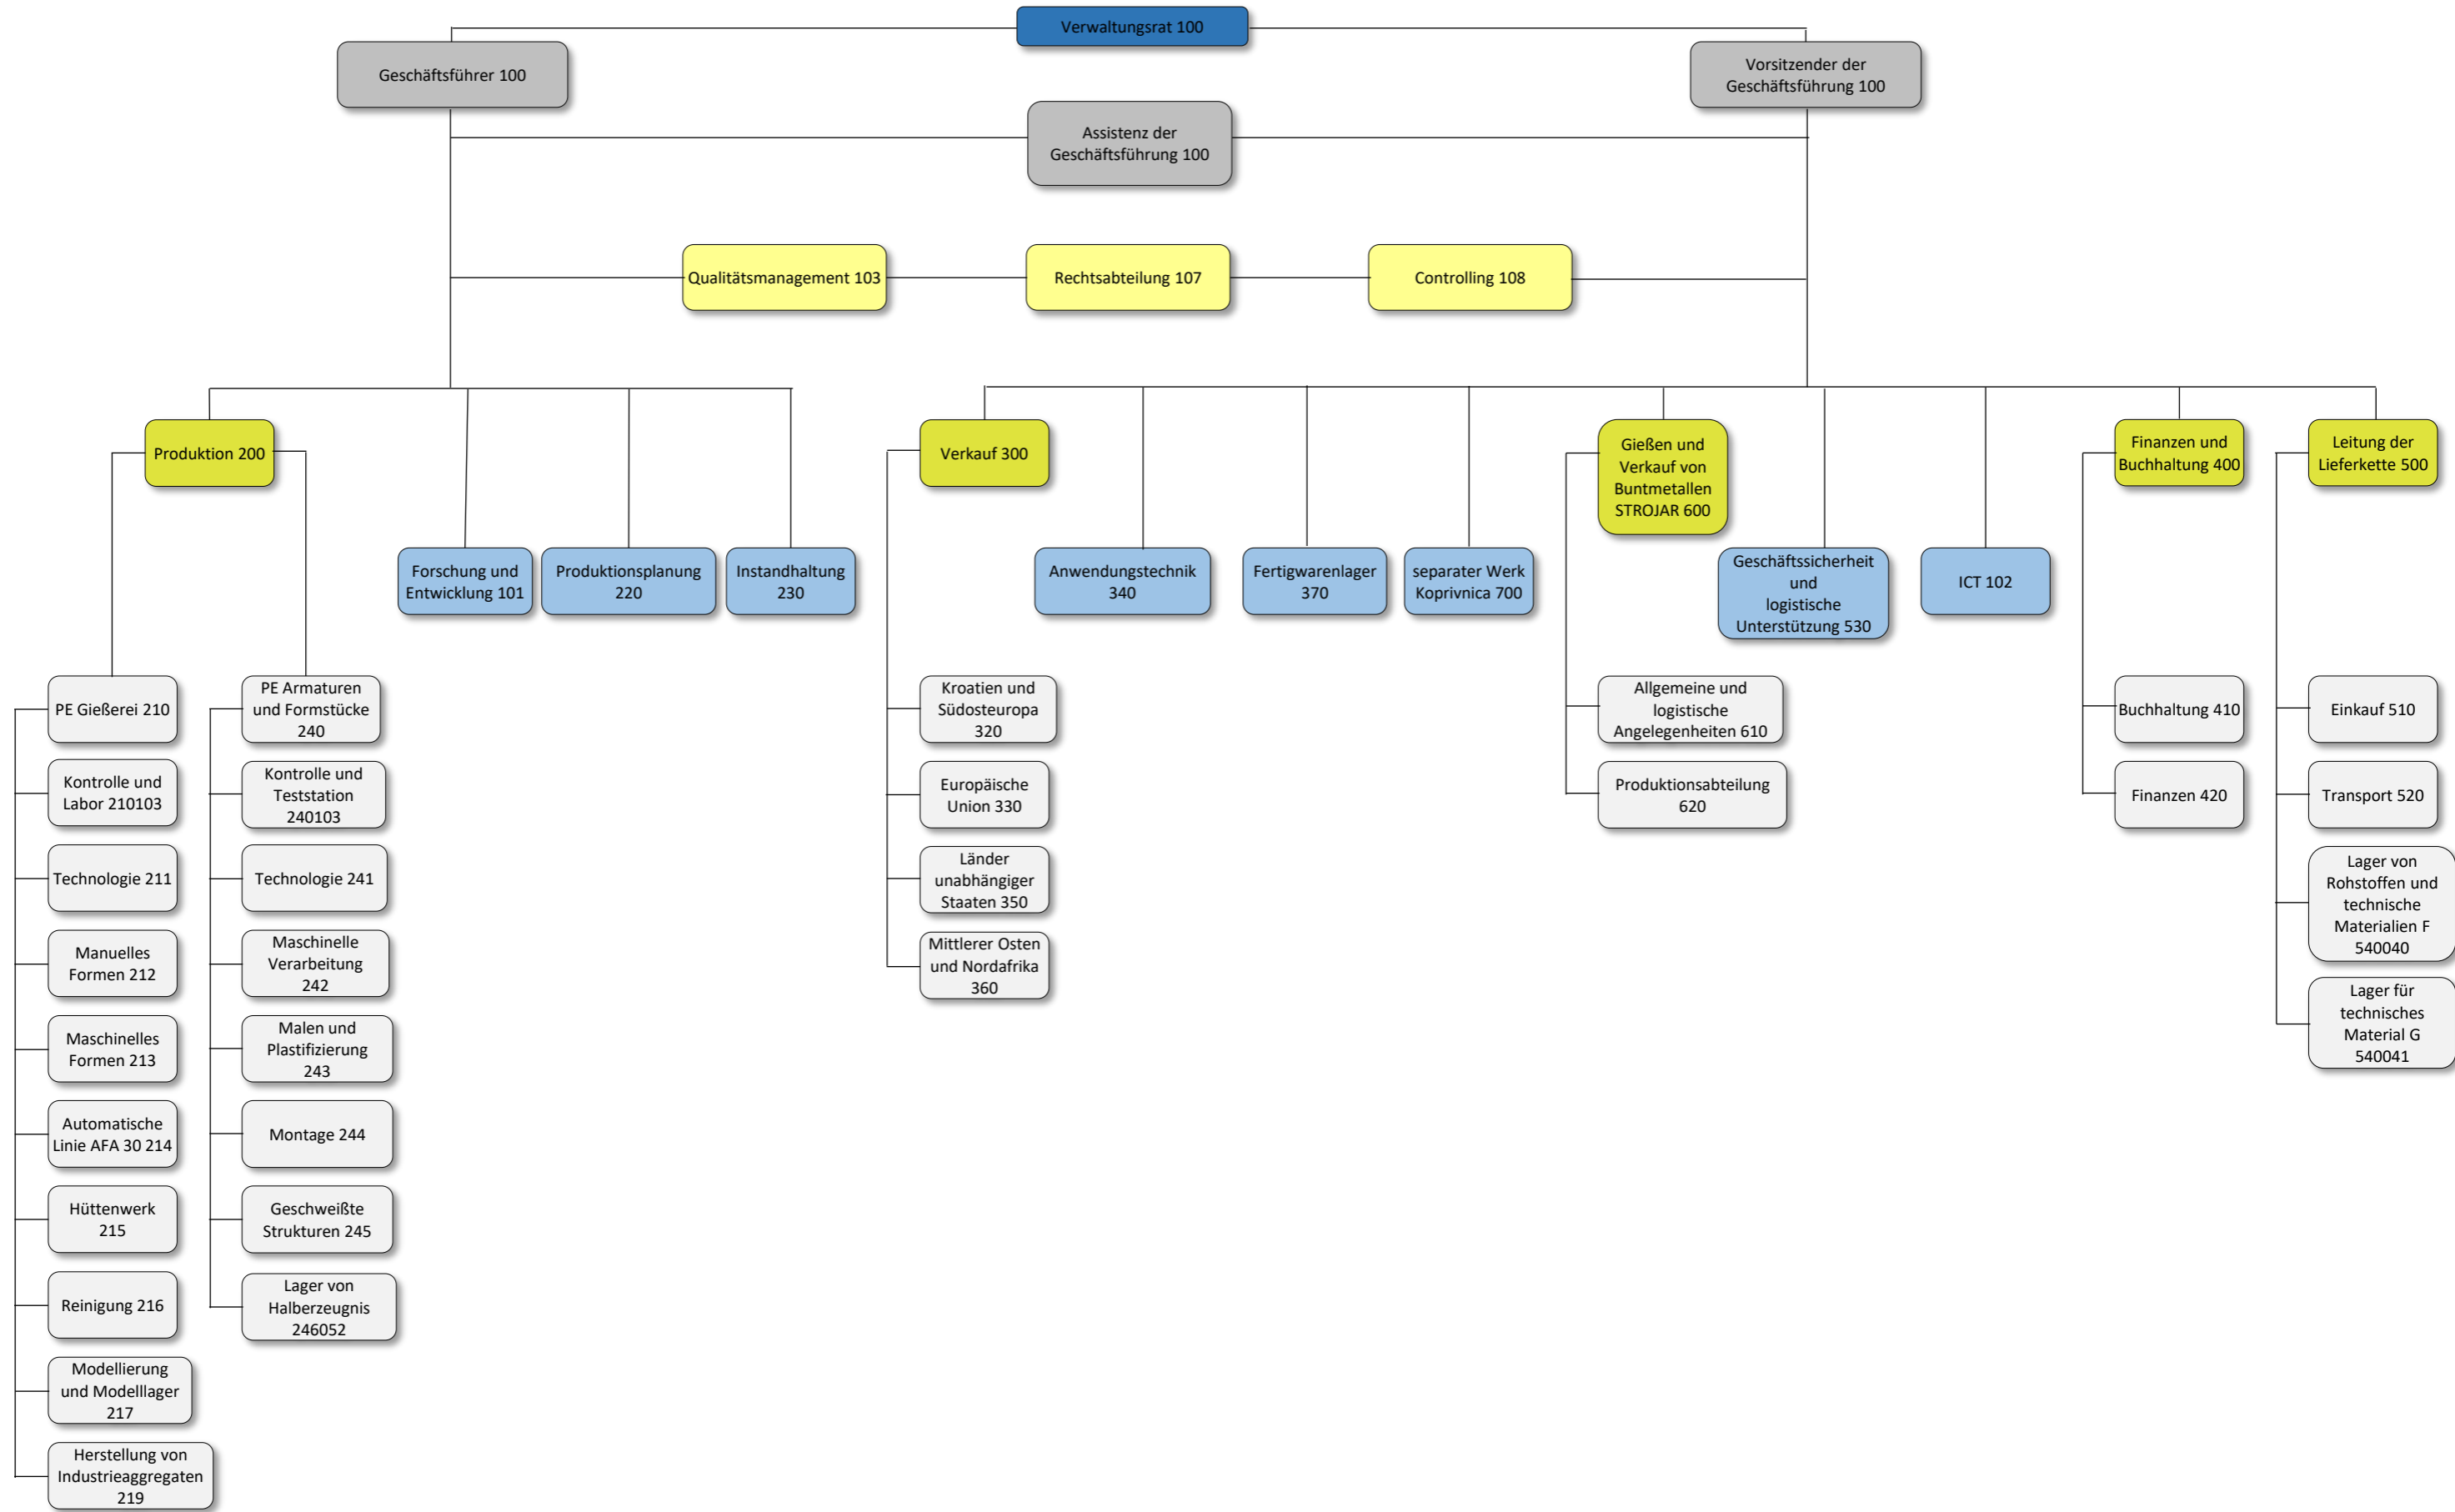 Verwaltungsrat 100
Geschäftsführer 100
Vorsitzender der
Geschäftsführung 100
Assistenz der
Geschäftsführung 100
Qualitätsmanagement 103
Rechtsabteilung 107
Controlling 108
Produktion 200
Verkauf 300
Gießen und
Verkauf von
Buntmetallen
STROJAR 600
Finanzen und
Buchhaltung 400
Leitung der
Lieferkette 500
Forschung und
Entwicklung 101
Produktionsplanung
220
Instandhaltung
230
Anwendungstechnik
340
Fertigwarenlager
370
separater Werk
Koprivnica 700
Geschäftssicherheit
und
logistische
Unterstützung 530
ICT 102
PE Gießerei 210
Kontrolle und
Labor 210103
Technologie 211
Manuelles
Formen 212
Maschinelles
Formen 213
Automatische
Linie AFA 30 214
Hüttenwerk
215
Reinigung 216
Modellierung
und Modelllager
217
Herstellung von
Industrieaggregaten
219
PE Armaturen
und Formstücke
240
Kontrolle und
Teststation
240103
Technologie 241
Maschinelle
Verarbeitung
242
Malen und
Plastifizierung
243
Montage 244
Geschweißte
Strukturen 245
Lager von
Halberzeugnis
246052
Kroatien und
Südosteuropa
320
Europäische
Union 330
Länder
unabhängiger
Staaten 350
Mittlerer Osten
und Nordafrika
360
Allgemeine und
logistische
Angelegenheiten 610
Produktionsabteilung
620
Buchhaltung 410
Finanzen 420
Einkauf 510
Transport 520
Lager von
Rohstoffen und
technische
Materialien F
540040
Lager für
technisches
Material G
540041